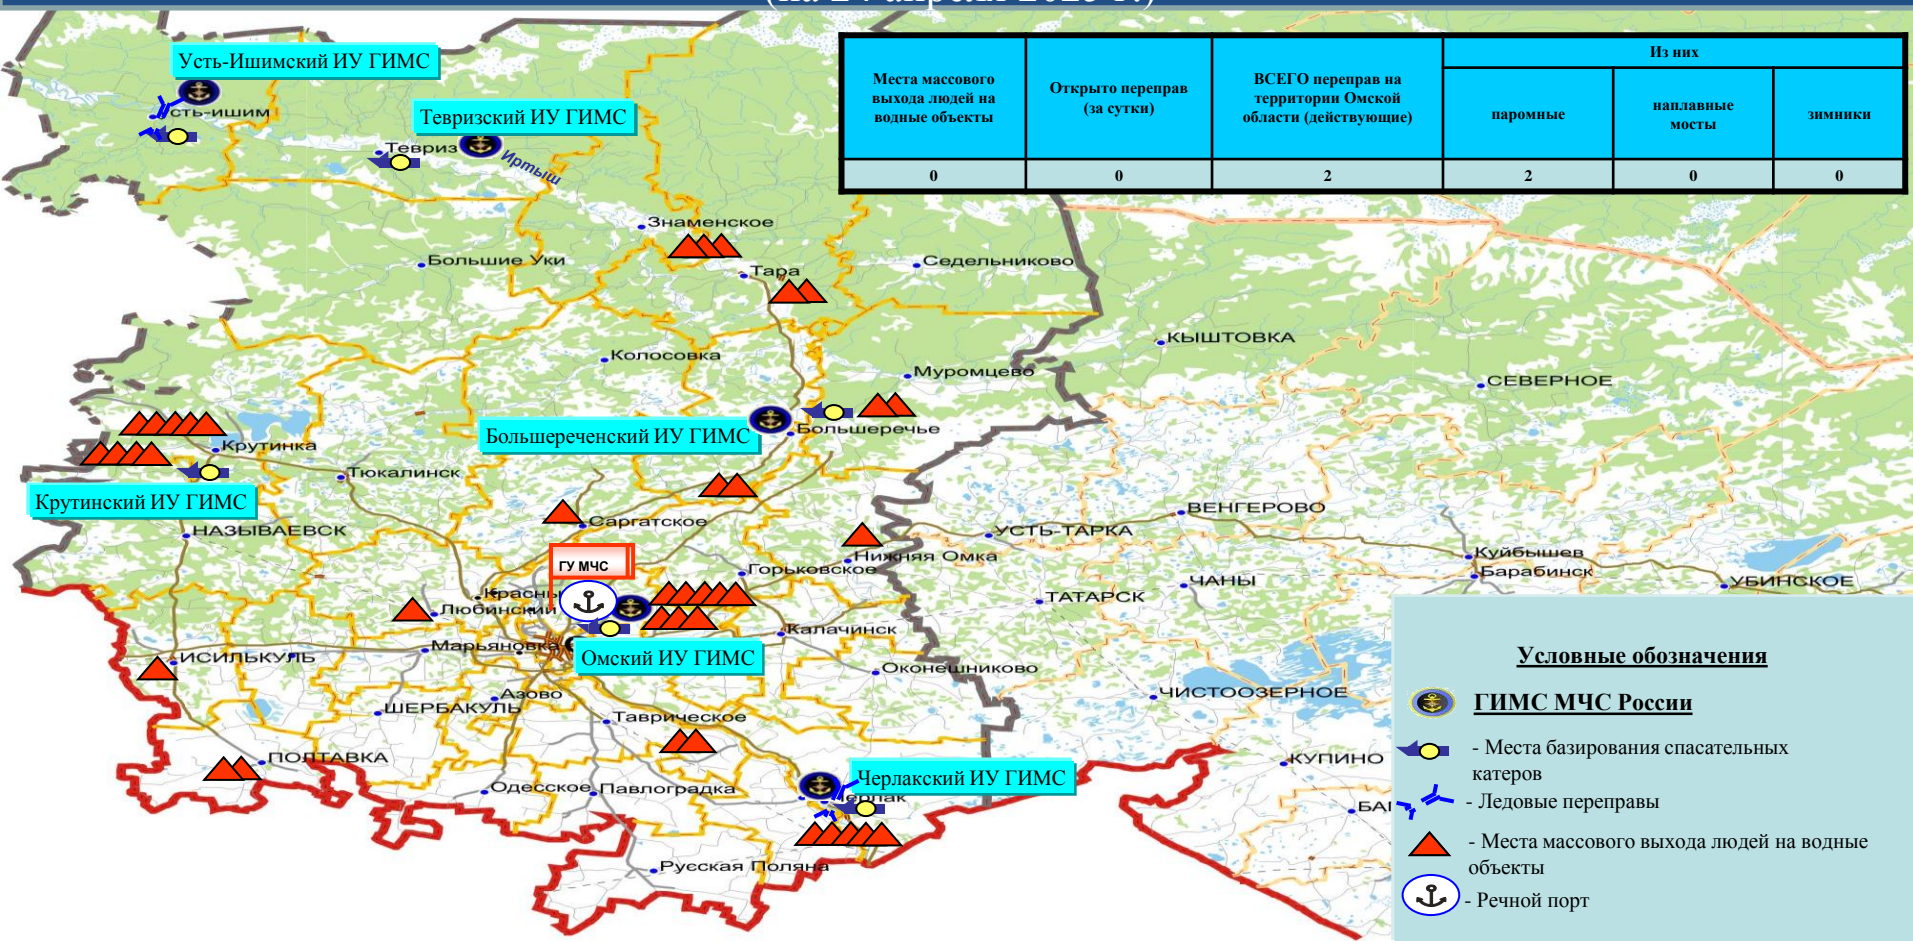 Усть-Ишимский ИУ ГИМС
Тевризский ИУ ГИМС
Тевриз
Иртыш
Места массового
выхода людей на
водные объекты
Открыто переправ
(за сутки)
ВСЕГО переправ на
территории Омской
области (действующие)
Из них
паромные
наплавные
мосты
зимники
0
0
2
2
0
0
Знаменское
Большие Уки
Тара
Седельниково
КЫШТОВКА
Колосовка
Муромцево
СЕВЕРНОЕ
Большереченский ИУ ГИМС
Большеречье
Крутинка
Тюкалинск
Крутинский ИУ ГИМС
НАЗЫВАЕВСК
Саргатское
ВЕНГЕРОВО
УСТЬ-ТАРКА
Нижняя Омка
Горьковское
Куйбышев
Барабинск
ЧАНЫ
УБИНСКОЕ
ТАТАРСК
ГУ МЧС
Любинский
Калачинск
Марьяновка
ИСИЛЬКУЛЬ
Омский ИУ ГИМС
Оконешниково
ЧИСТООЗЕРНОЕ
Азово
ШЕРБАКУЛЬ
Таврическое
ПОЛТАВКА
КУПИНО
Черлакский ИУ ГИМС
Одесское
Павлоградка
Русская Поляна
Условные обозначения
ГИМС МЧС России
- Места базирования спасательных
катеров
- Ледовые переправы
- Места массового выхода людей на водные
объекты
- Речной порт